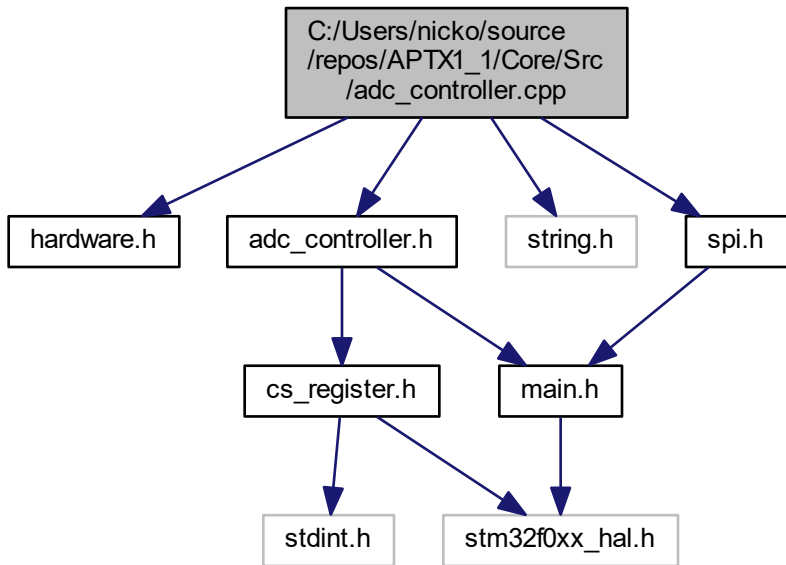 C:/Users/nicko/source
/repos/APTX1_1/Core/Src
/adc_controller.cpp
hardware.h
adc_controller.h
string.h
spi.h
cs_register.h
main.h
stdint.h
stm32f0xx_hal.h